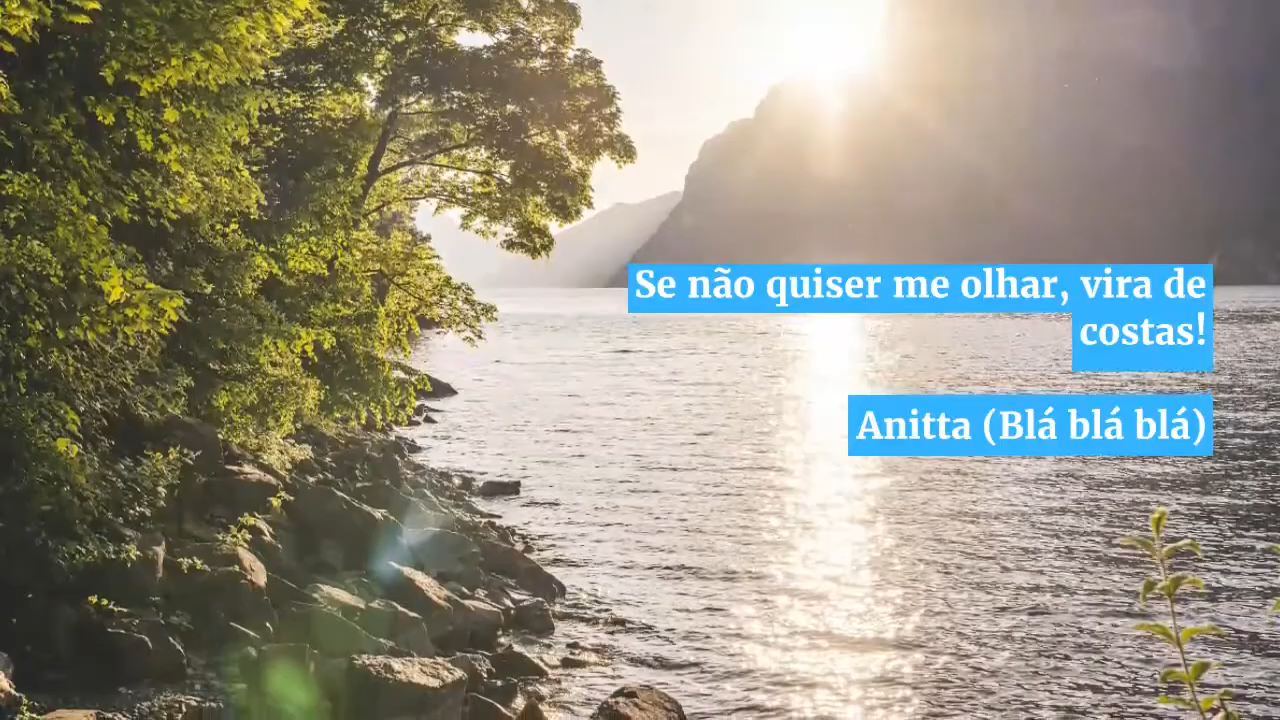 Se não quiser me olhar, vira de
costas!
Anitta (Blá blá blá)